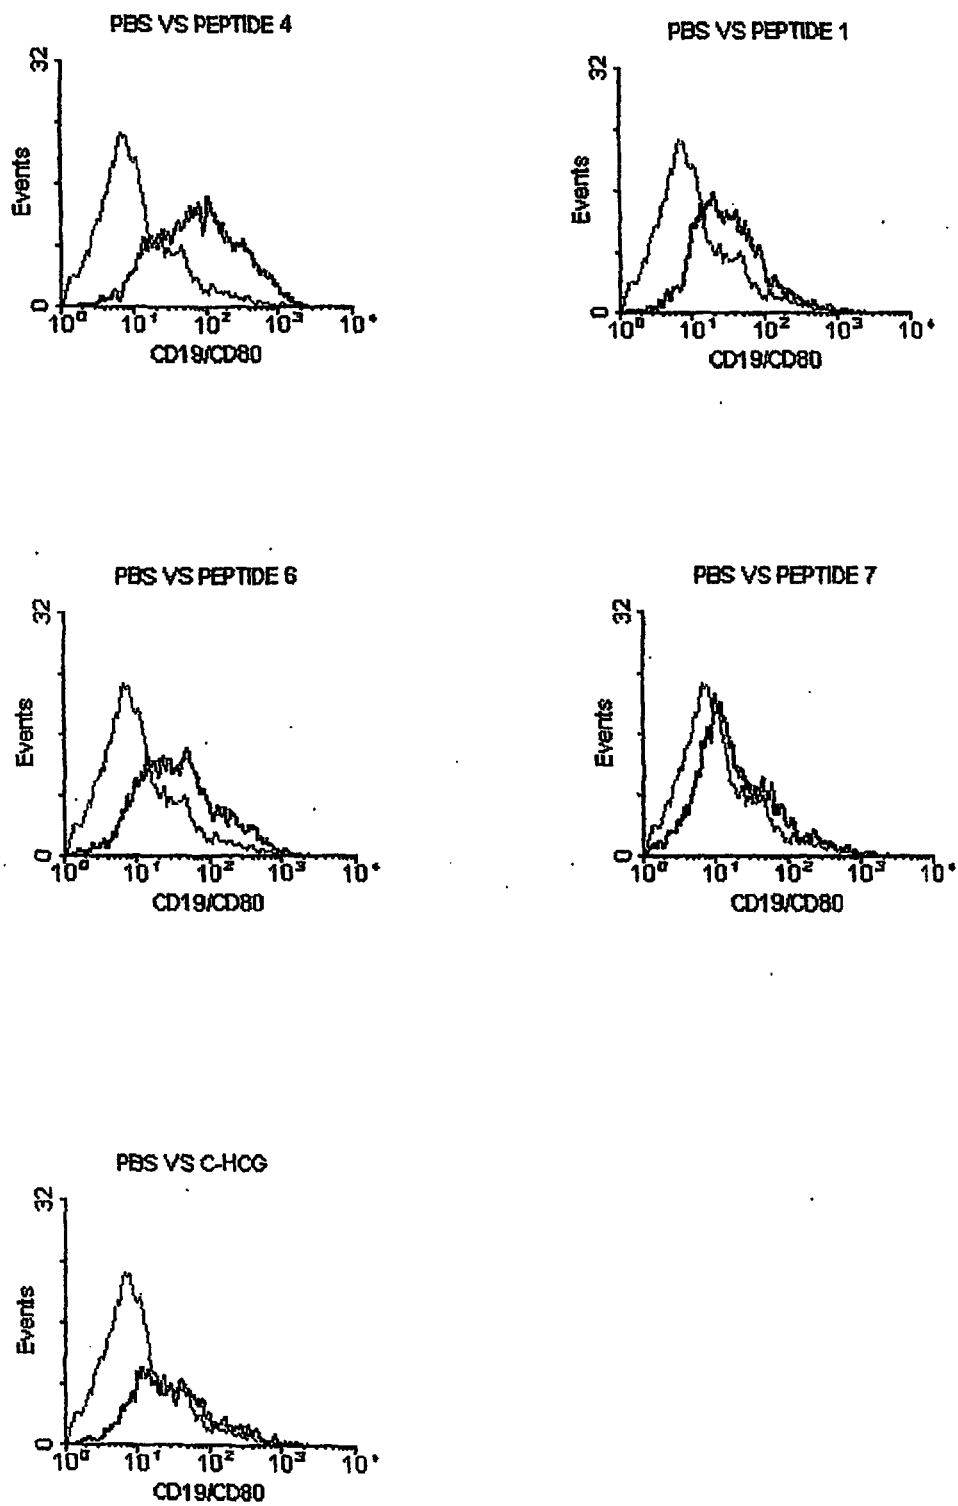 PBS VS PEPTIDE 4
32
Events
0
10⁰ 10¹ 10² 10³ 10⁴
CD19/CD80
PBS VS PEPTIDE 1
32
Events
0
10⁰ 10¹ 10² 10³ 10⁴
CD19/CD80
PBS VS PEPTIDE 6
32
Events
0
10⁰ 10¹ 10² 10³ 10⁴
CD19/CD80
PBS VS PEPTIDE 7
32
Events
0
10⁰ 10¹ 10² 10³ 10⁴
CD19/CD80
PBS VS C-HCG
32
Events
0
10⁰ 10¹ 10² 10³ 10⁴
CD19/CD80